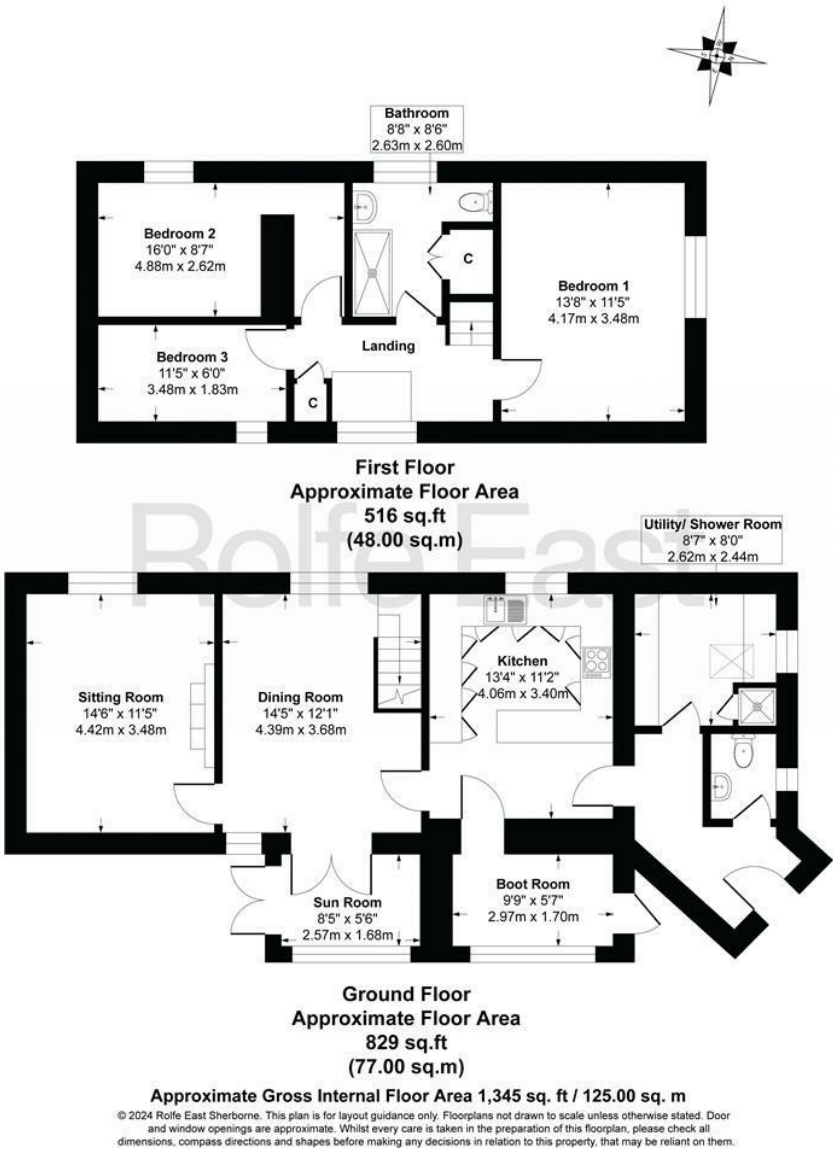 Bathroom
8'8" x 8'6"
2.63m x 2.60m
Bedroom 2
16'0" x 8'7"
4.88m x 2.62m
C
Bedroom 1
13'8" x 11'5"
4.17m x 3.48m
Landing
Bedroom 3
11'5" x 6'0"
3.48m x 1.83m
C
First Floor
Approximate Floor Area
516 sq.ft
(48.00 sq.m)
Rolfe East
Utility/ Shower Room
8'7" x 8'0"
2.62m x 2.44m
Sitting Room
14'6" x 11'5"
4.42m x 3.48m
Dining Room
14'5" x 12'1"
4.39m x 3.68m
Kitchen
13'4" x 11'2"
4.06m x 3.40m
Sun Room
8'5" x 5'6"
2.57m x 1.68m
Boot Room
9'9" x 5'7"
2.97m x 1.70m
Ground Floor
Approximate Floor Area
829 sq.ft
(77.00 sq.m)
Approximate Gross Internal Floor Area 1,345 sq. ft / 125.00 sq. m
© 2024 Rolfe East Sherborne. This plan is for layout guidance only. Floorplans not drawn to scale unless otherwise stated. Door
and window openings are approximate. Whilst every care is taken in the preparation of this floorplan, please check all
dimensions, compass directions and shapes before making any decisions in relation to this property, that may be reliant on them.